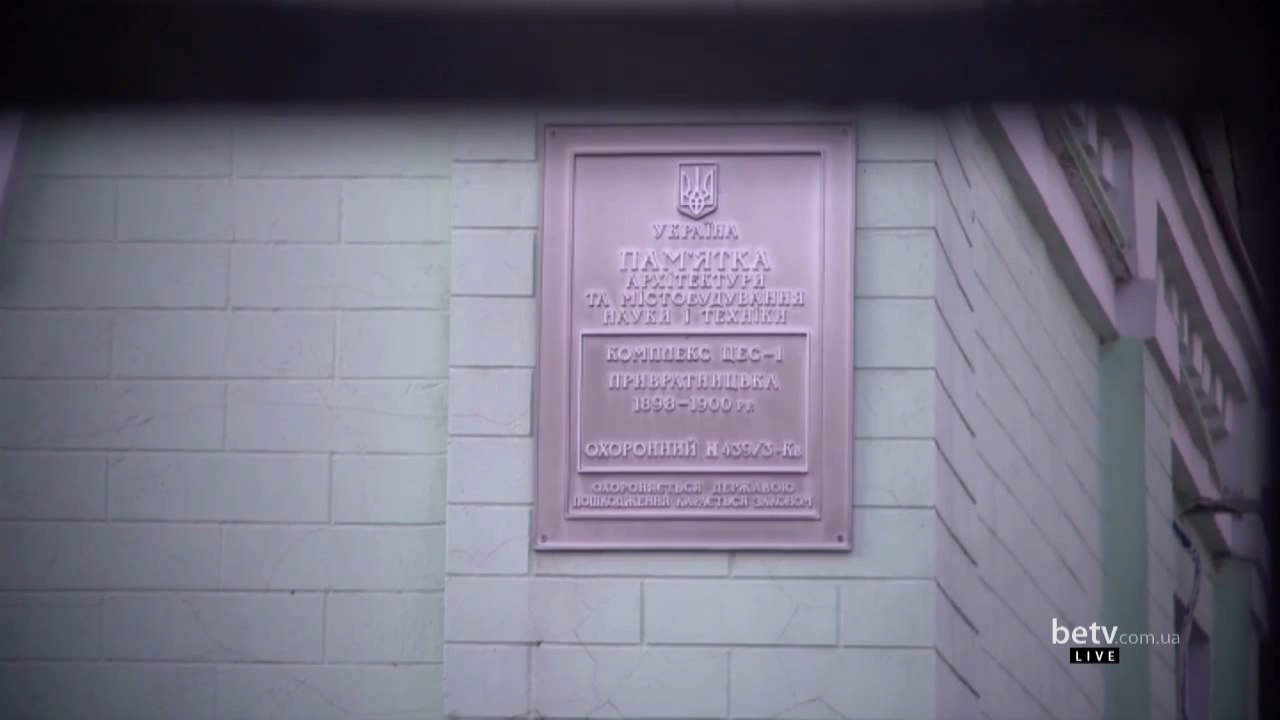 УКРАЇНА
ПАМ'ЯТКА
АРХІТЕКТУРИ
ТА МІСТОБУДУВАННЯ
НАУКИ І ТЕХНІКИ
КОМПЛЕКС ЦЕС-1
ПРИВРАТНИЦЬКА
1898-1900 РР.
ОХОРОННИЙ N 439/3-Кв
ОХОРОНЯЄТЬСЯ ДЕРЖАВОЮ
ПОШКОДЖЕННЯ КАРАЄТЬСЯ ЗАКОНОМ
betv.com.ua
LIVE